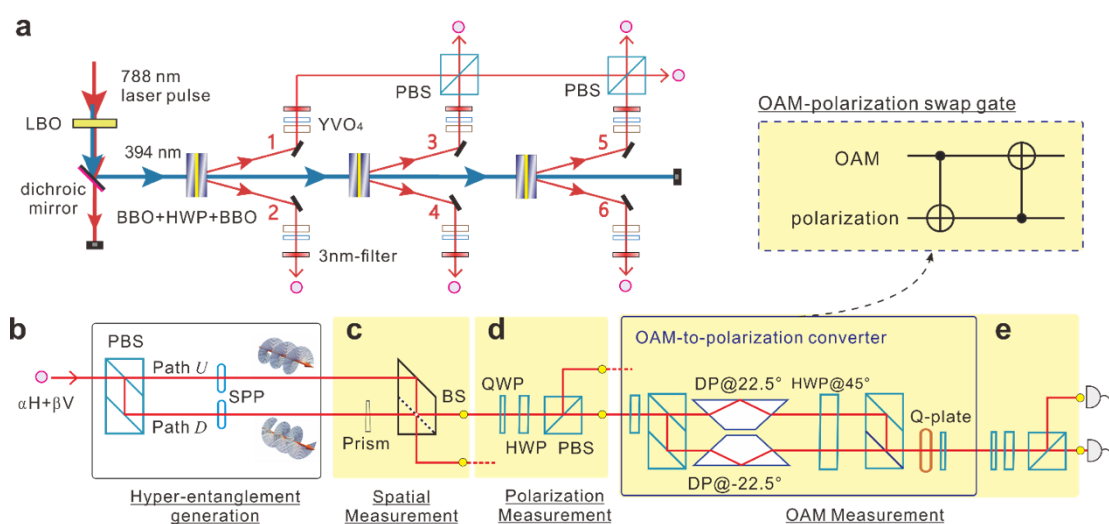 a
788 nm
laser pulse
LBO
394 nm
dichroic
mirror
BBO+HWP+BBO
1
2
3
4
5
6
YVO₄
3nm-filter
PBS
PBS
OAM-polarization swap gate
OAM
polarization
b
PBS
Path U
SPP
Path D
αH+βV
Hyper-entanglement
generation
c
BS
Prism
Spatial
Measurement
d
QWP
HWP
PBS
Polarization
Measurement
OAM-to-polarization converter
DP@22.5°
HWP@45°
Q-plate
DP@-22.5°
OAM Measurement
e